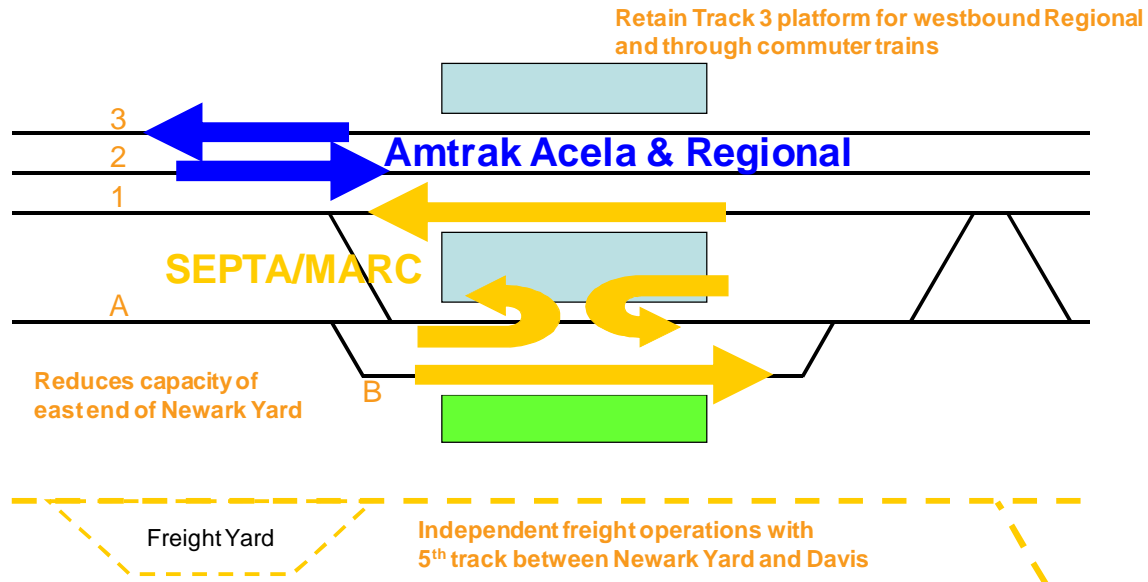 Retain Track 3 platform for westbound Regional
and through commuter trains
3
Amtrak Acela & Regional
2
1
SEPTA/MARC
A
Reduces capacity of
east end of Newark Yard
B
Freight Yard
Independent freight operations with
5th track between Newark Yard and Davis